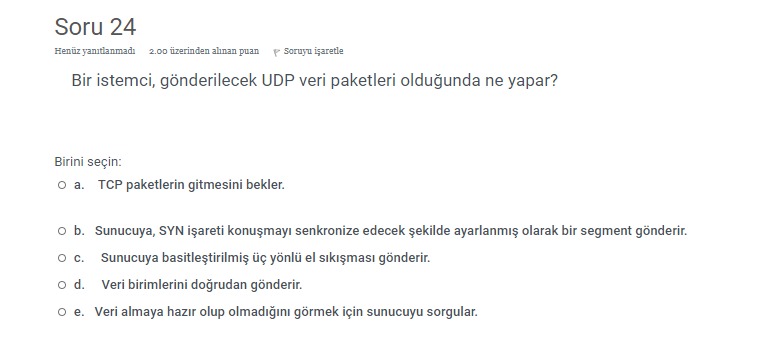 Soru 24
Henüz yanıtlanmadı 2.00 üzerinden alınan puan Soruyu işaretle
Bir istemci, gönderilecek UDP veri paketleri olduğunda ne yapar?
Birini seçin:
a. TCP paketlerin gitmesini bekler.
b. Sunucuya, SYN işareti konuşmayı senkronize edecek şekilde ayarlanmış olarak bir segment gönderir.
c. Sunucuya basitleştirilmiş üç yönlü el sıkışması gönderir.
d. Veri birimlerini doğrudan gönderir.
e. Veri almaya hazır olup olmadığını görmek için sunucuyu sorgular.